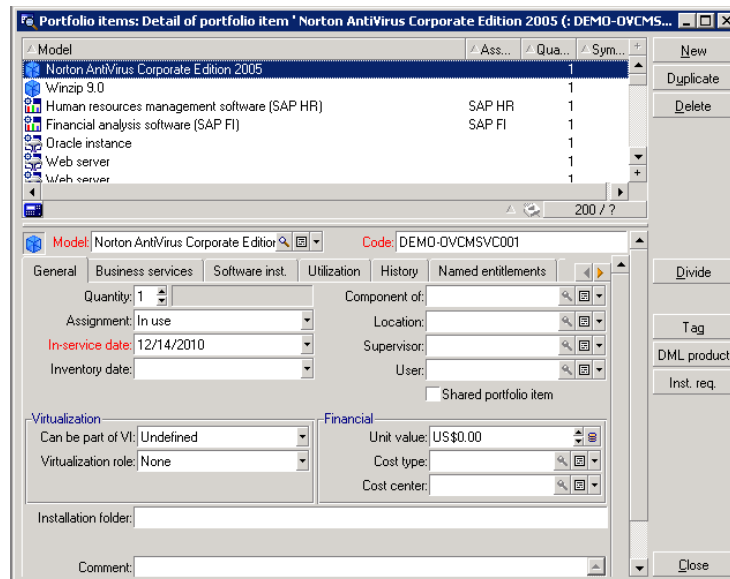 Portfolio items: Detail of portfolio item ' Norton AntiVirus Corporate Edition 2005 (: DEMO-OVCMS...
Model Ass... Qua... Sym...
Norton AntiVirus Corporate Edition 2005 1
Winzip 9.0 1
Human resources management software (SAP HR) SAP HR 1
Financial analysis software (SAP FI) SAP FI 1
Oracle instance 1
Web server 1
Web server 1
200 / ?
New
Duplicate
Delete
Model: Norton AntiVirus Corporate Edition Code: DEMO-OVCMSVC001
General Business services Software inst. Utilization History Named entitlements
Quantity: 1 Component of:
Assignment: In use Location:
In-service date: 12/14/2010 Supervisor:
Inventory date: User:
Shared portfolio item
Virtualization Financial
Can be part of VI: Undefined Unit value: US$0.00
Virtualization role: None Cost type:
Cost center:
Installation folder:
Comment:
Divide
Tag
DML product
Inst. req.
Close